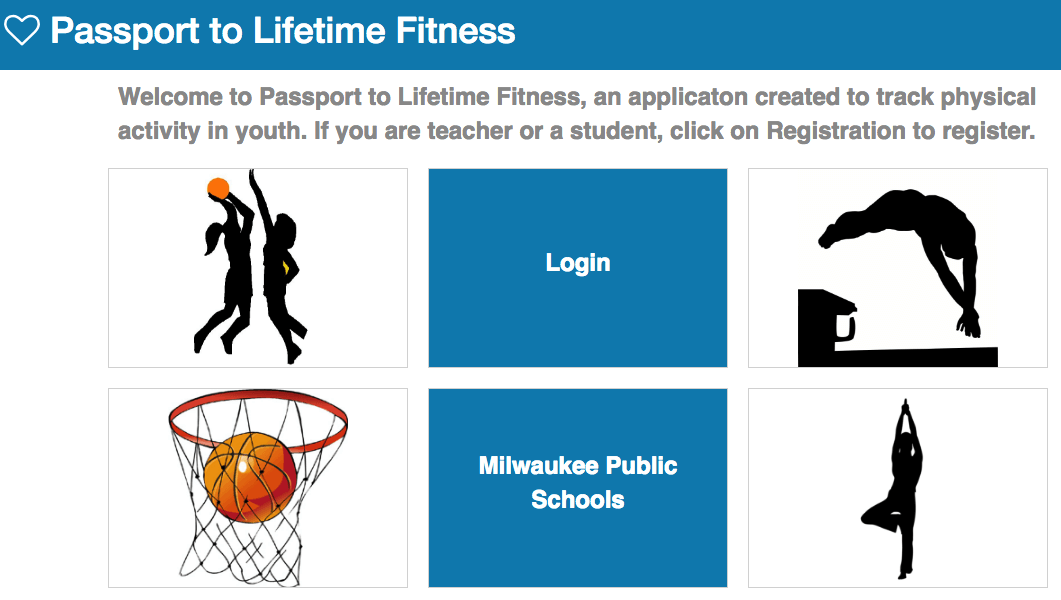 Passport to Lifetime Fitness
Welcome to Passport to Lifetime Fitness, an applicaton created to track physical
activity in youth. If you are teacher or a student, click on Registration to register.
Login
Milwaukee Public
Schools